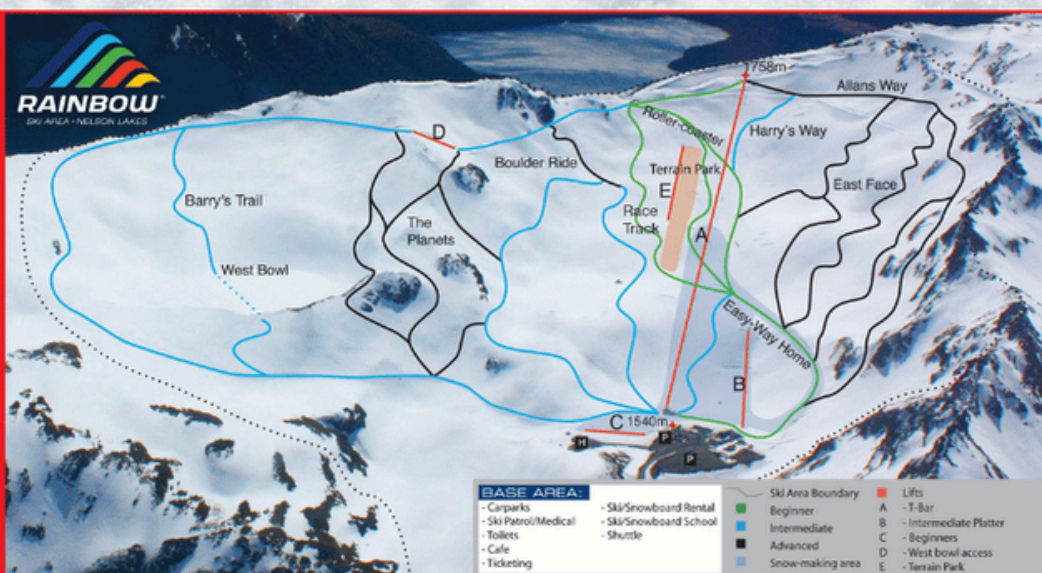 RAINBOW
SKI AREA - NELSON LAKES
1758m
Allans Way
Roller-coaster
Harry's Way
D
Boulder Ride
Terrain Park
East Face
E
Barry's Trail
Race
Track
The
Planets
A
West Bowl
Easy-Way Home
B
C
1540m
H
P
P
BASE AREA:
- Carparks
- Ski Patrol/Medical
- Toilets
- Cafe
- Ticketing
- Ski/Snowboard Rental
- Ski/Snowboard School
- Shuttle
Ski Area Boundary
Beginner
Intermediate
Advanced
Snow-making area
Lifts
A - T-Bar
B - Intermediate Platter
C - Beginners
D - West bowl access
E - Terrain Park